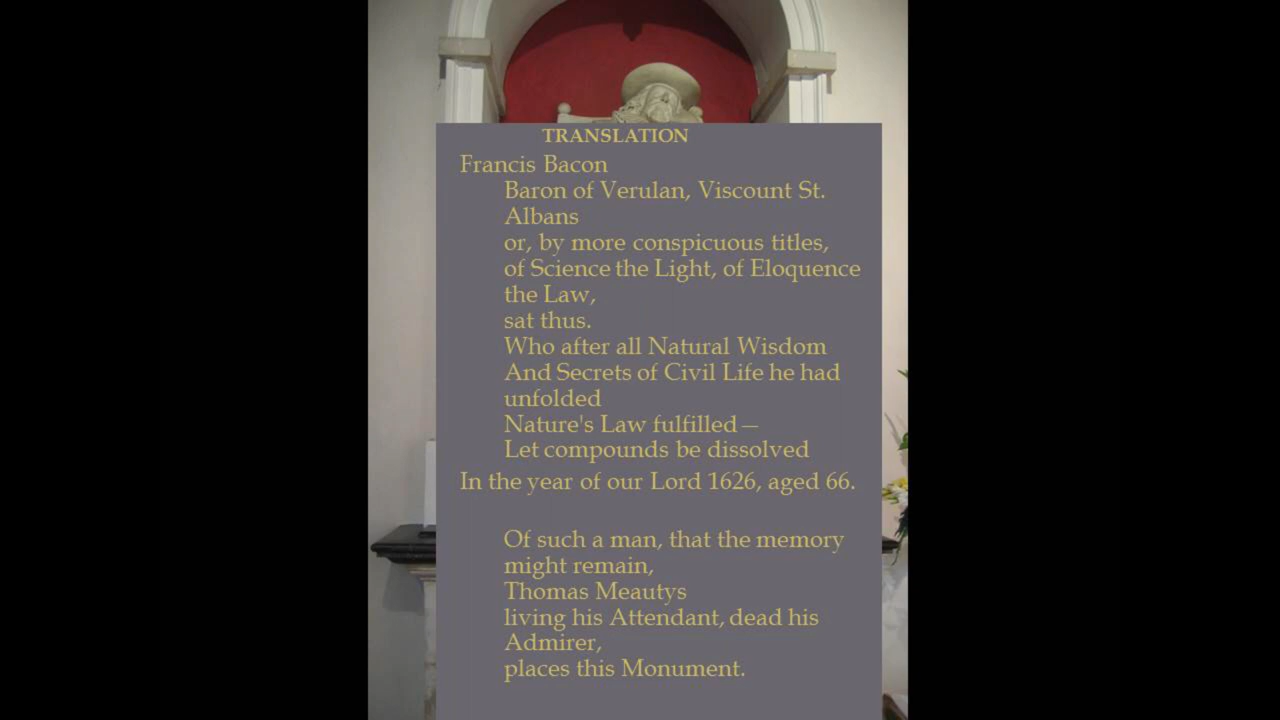 TRANSLATION
Francis Bacon
Baron of Verulan, Viscount St.
Albans
or, by more conspicuous titles,
of Science the Light, of Eloquence
the Law,
sat thus.
Who after all Natural Wisdom
And Secrets of Civil Life he had
unfolded
Nature's Law fulfilled—
Let compounds be dissolved
In the year of our Lord 1626, aged 66.
Of such a man, that the memory
might remain,
Thomas Meautys
living his Attendant, dead his
Admirer,
places this Monument.